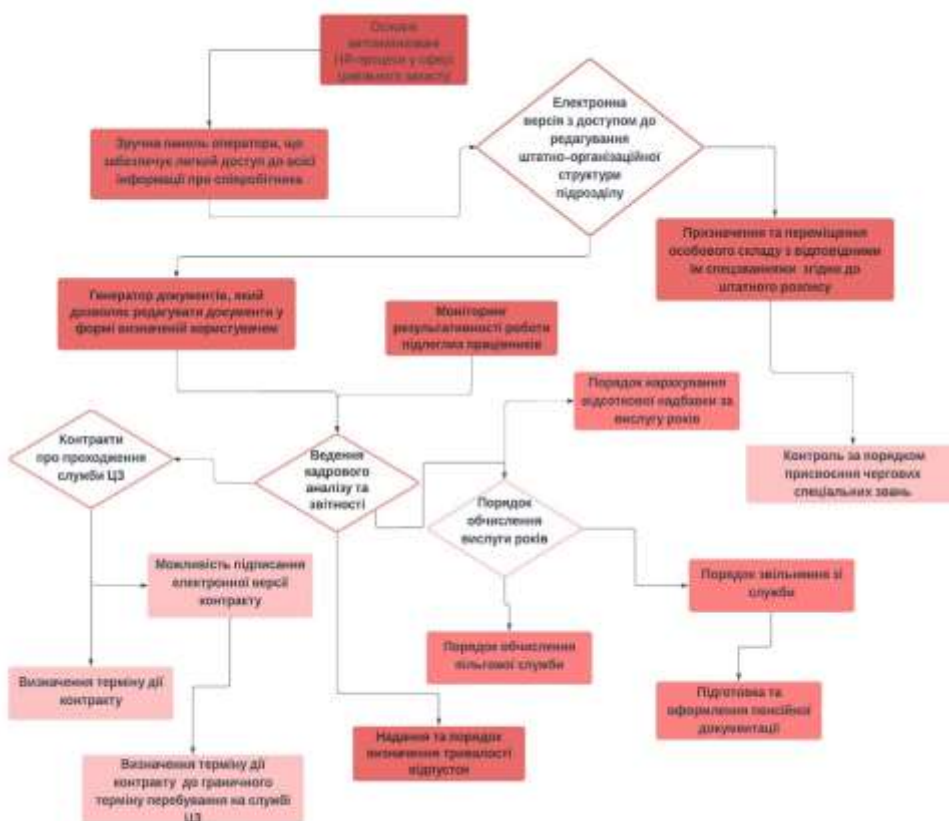 Основні
автоматизовані
HR-процеси у сфері
цивільного захисту
Зручна панель оператора, що
забезпечує легкий доступ до всієї
інформації при співробітника
Електронна
версія з доступом до
редагування
штатно-організаційної
структури
підрозділу
Призначення та переміщення
особового складу з відповідними
їм спецзваннями згідно до
штатного розпису
Генератор документів, який
дозволяє редагувати документи у
формі визначеній користувачем
Моніторинг
результативності роботи
підлеглих працівників
Порядок нарахування
відсоткової надбавки за
вислугу років
Контракти
про проходження
служби ЦЗ
Ведення
кадрового
аналізу та
звітності
Контроль за порядком
присвоєння чергових
спеціальних звань
Порядок
обчислення
вислуги років
Можливість підписання
електронної версії
контракту
Порядок звільнення зі
служби
Порядок обчислення
пільгової служби
Визначення терміну дії
контракту
Підготовка та
оформлення пенсійної
документації
Надання та порядок
визначення тривалості
відпусток
Визначення терміну дії
контракту до граничного
терміну перебування на службі
ЦЗ